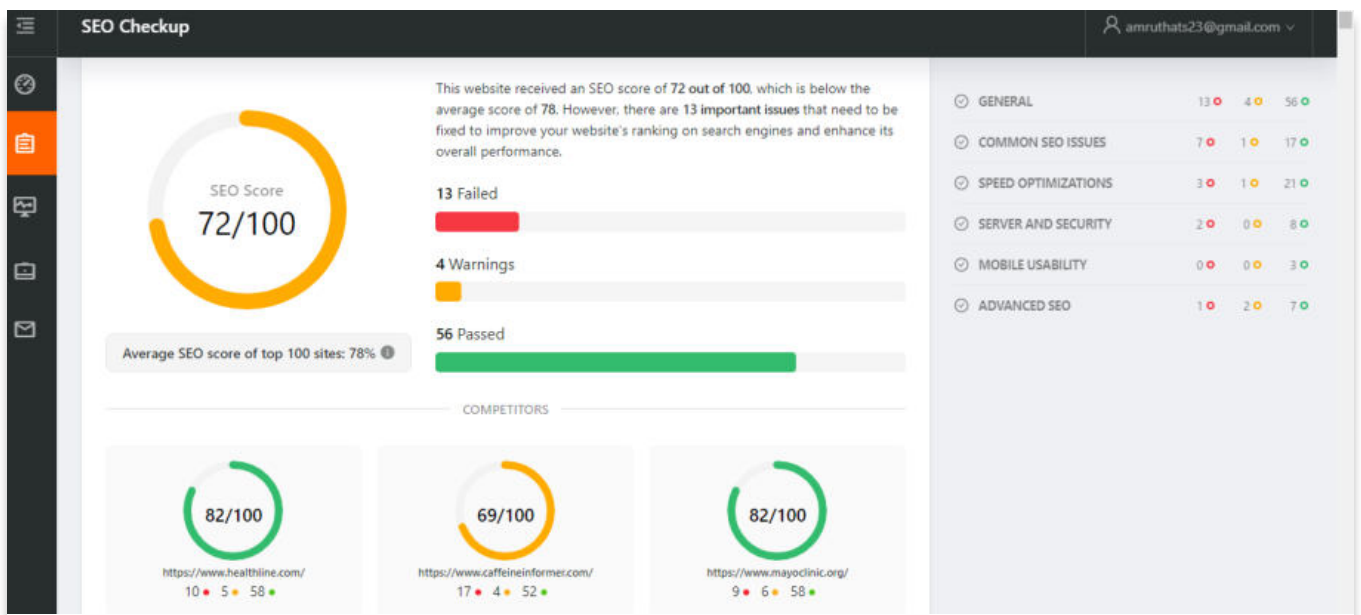 SEO Checkup
amruthats23@gmail.com
SEO Score
72/100
Average SEO score of top 100 sites: 78%
This website received an SEO score of 72 out of 100, which is below the
average score of 78. However, there are 13 important issues that need to be
fixed to improve your website's ranking on search engines and enhance its
overall performance.
13 Failed
4 Warnings
56 Passed
COMPETITORS
82/100
https://www.healthline.com/
10 5 58
69/100
https://www.caffeineinformer.com/
17 4 52
82/100
https://www.mayoclinic.org/
9 6 58
GENERAL 13 4 56
COMMON SEO ISSUES 7 1 17
SPEED OPTIMIZATIONS 3 1 21
SERVER AND SECURITY 2 0 8
MOBILE USABILITY 0 0 3
ADVANCED SEO 1 2 7